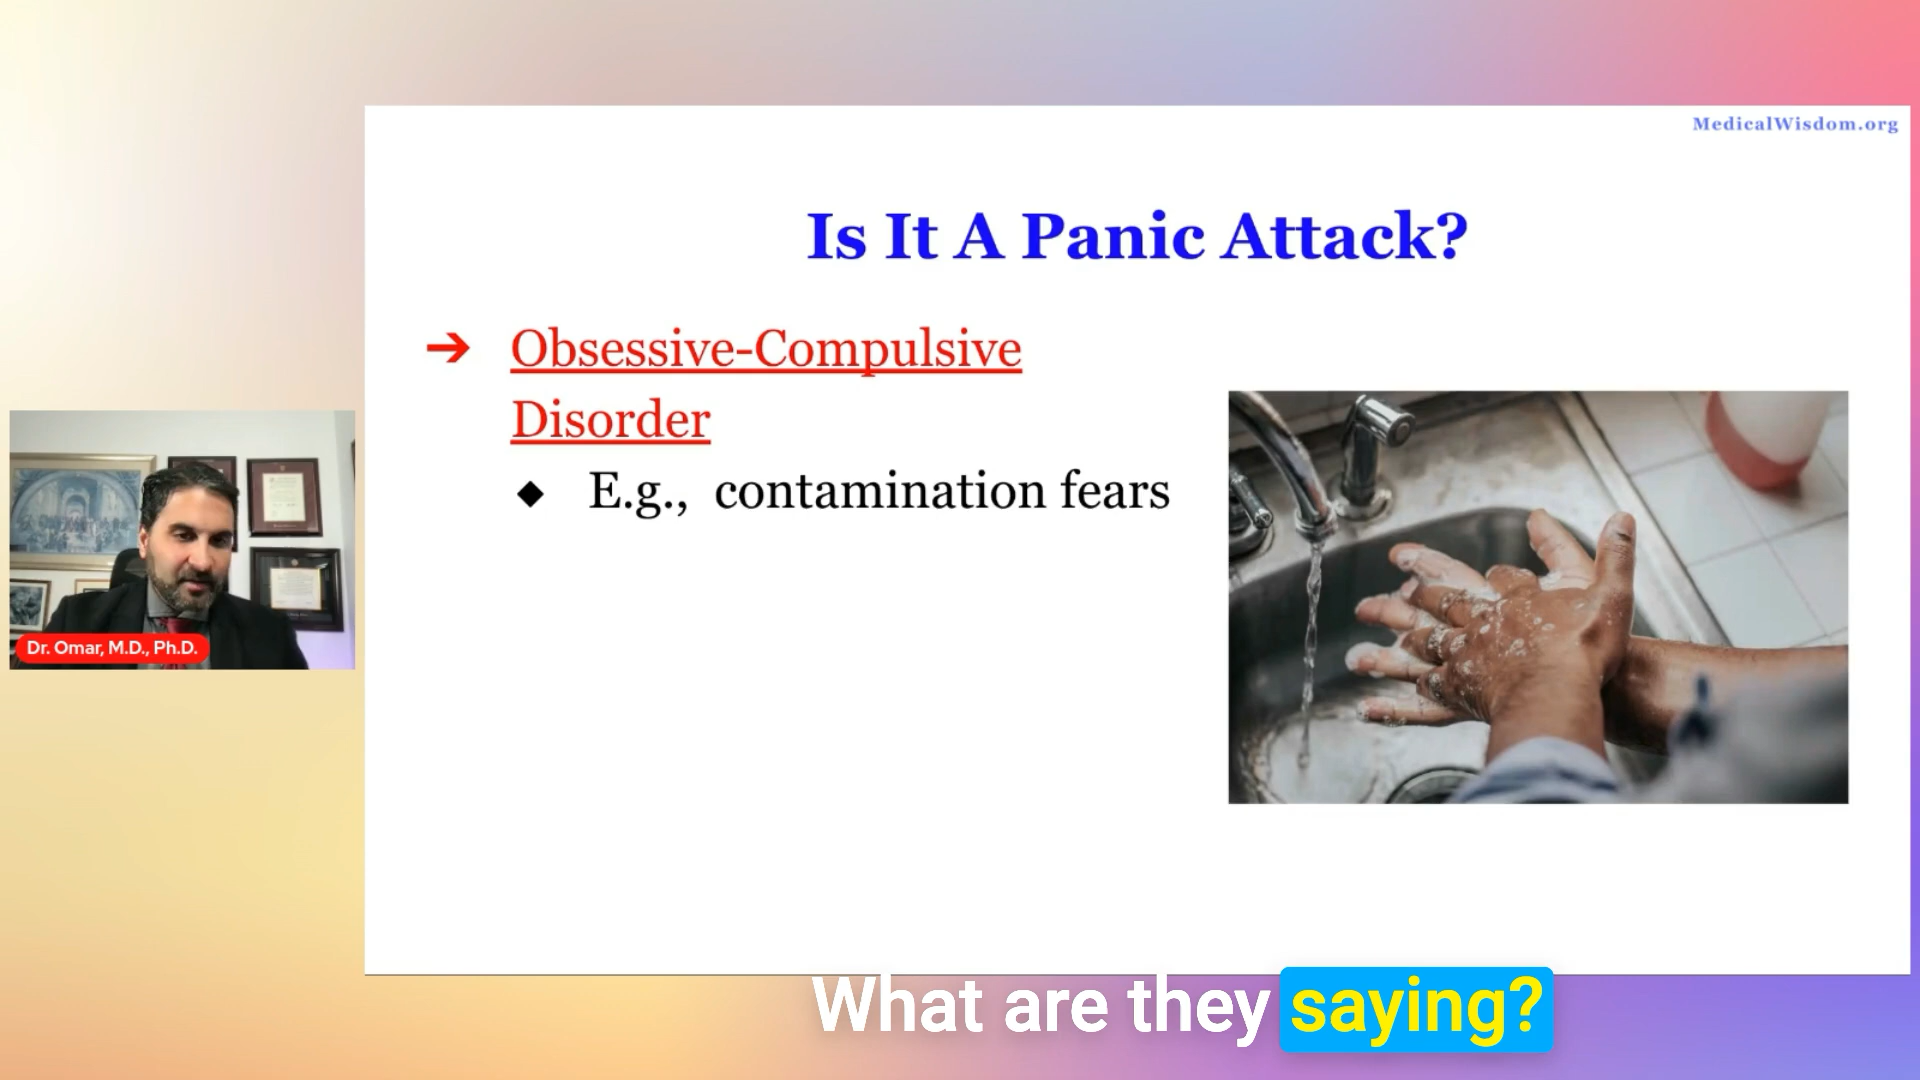 MedicalWisdom.org
Is It A Panic Attack?
➔ Obsessive-Compulsive
Disorder
◆ E.g., contamination fears
Dr. Omar, M.D., Ph.D.
What are they saying?